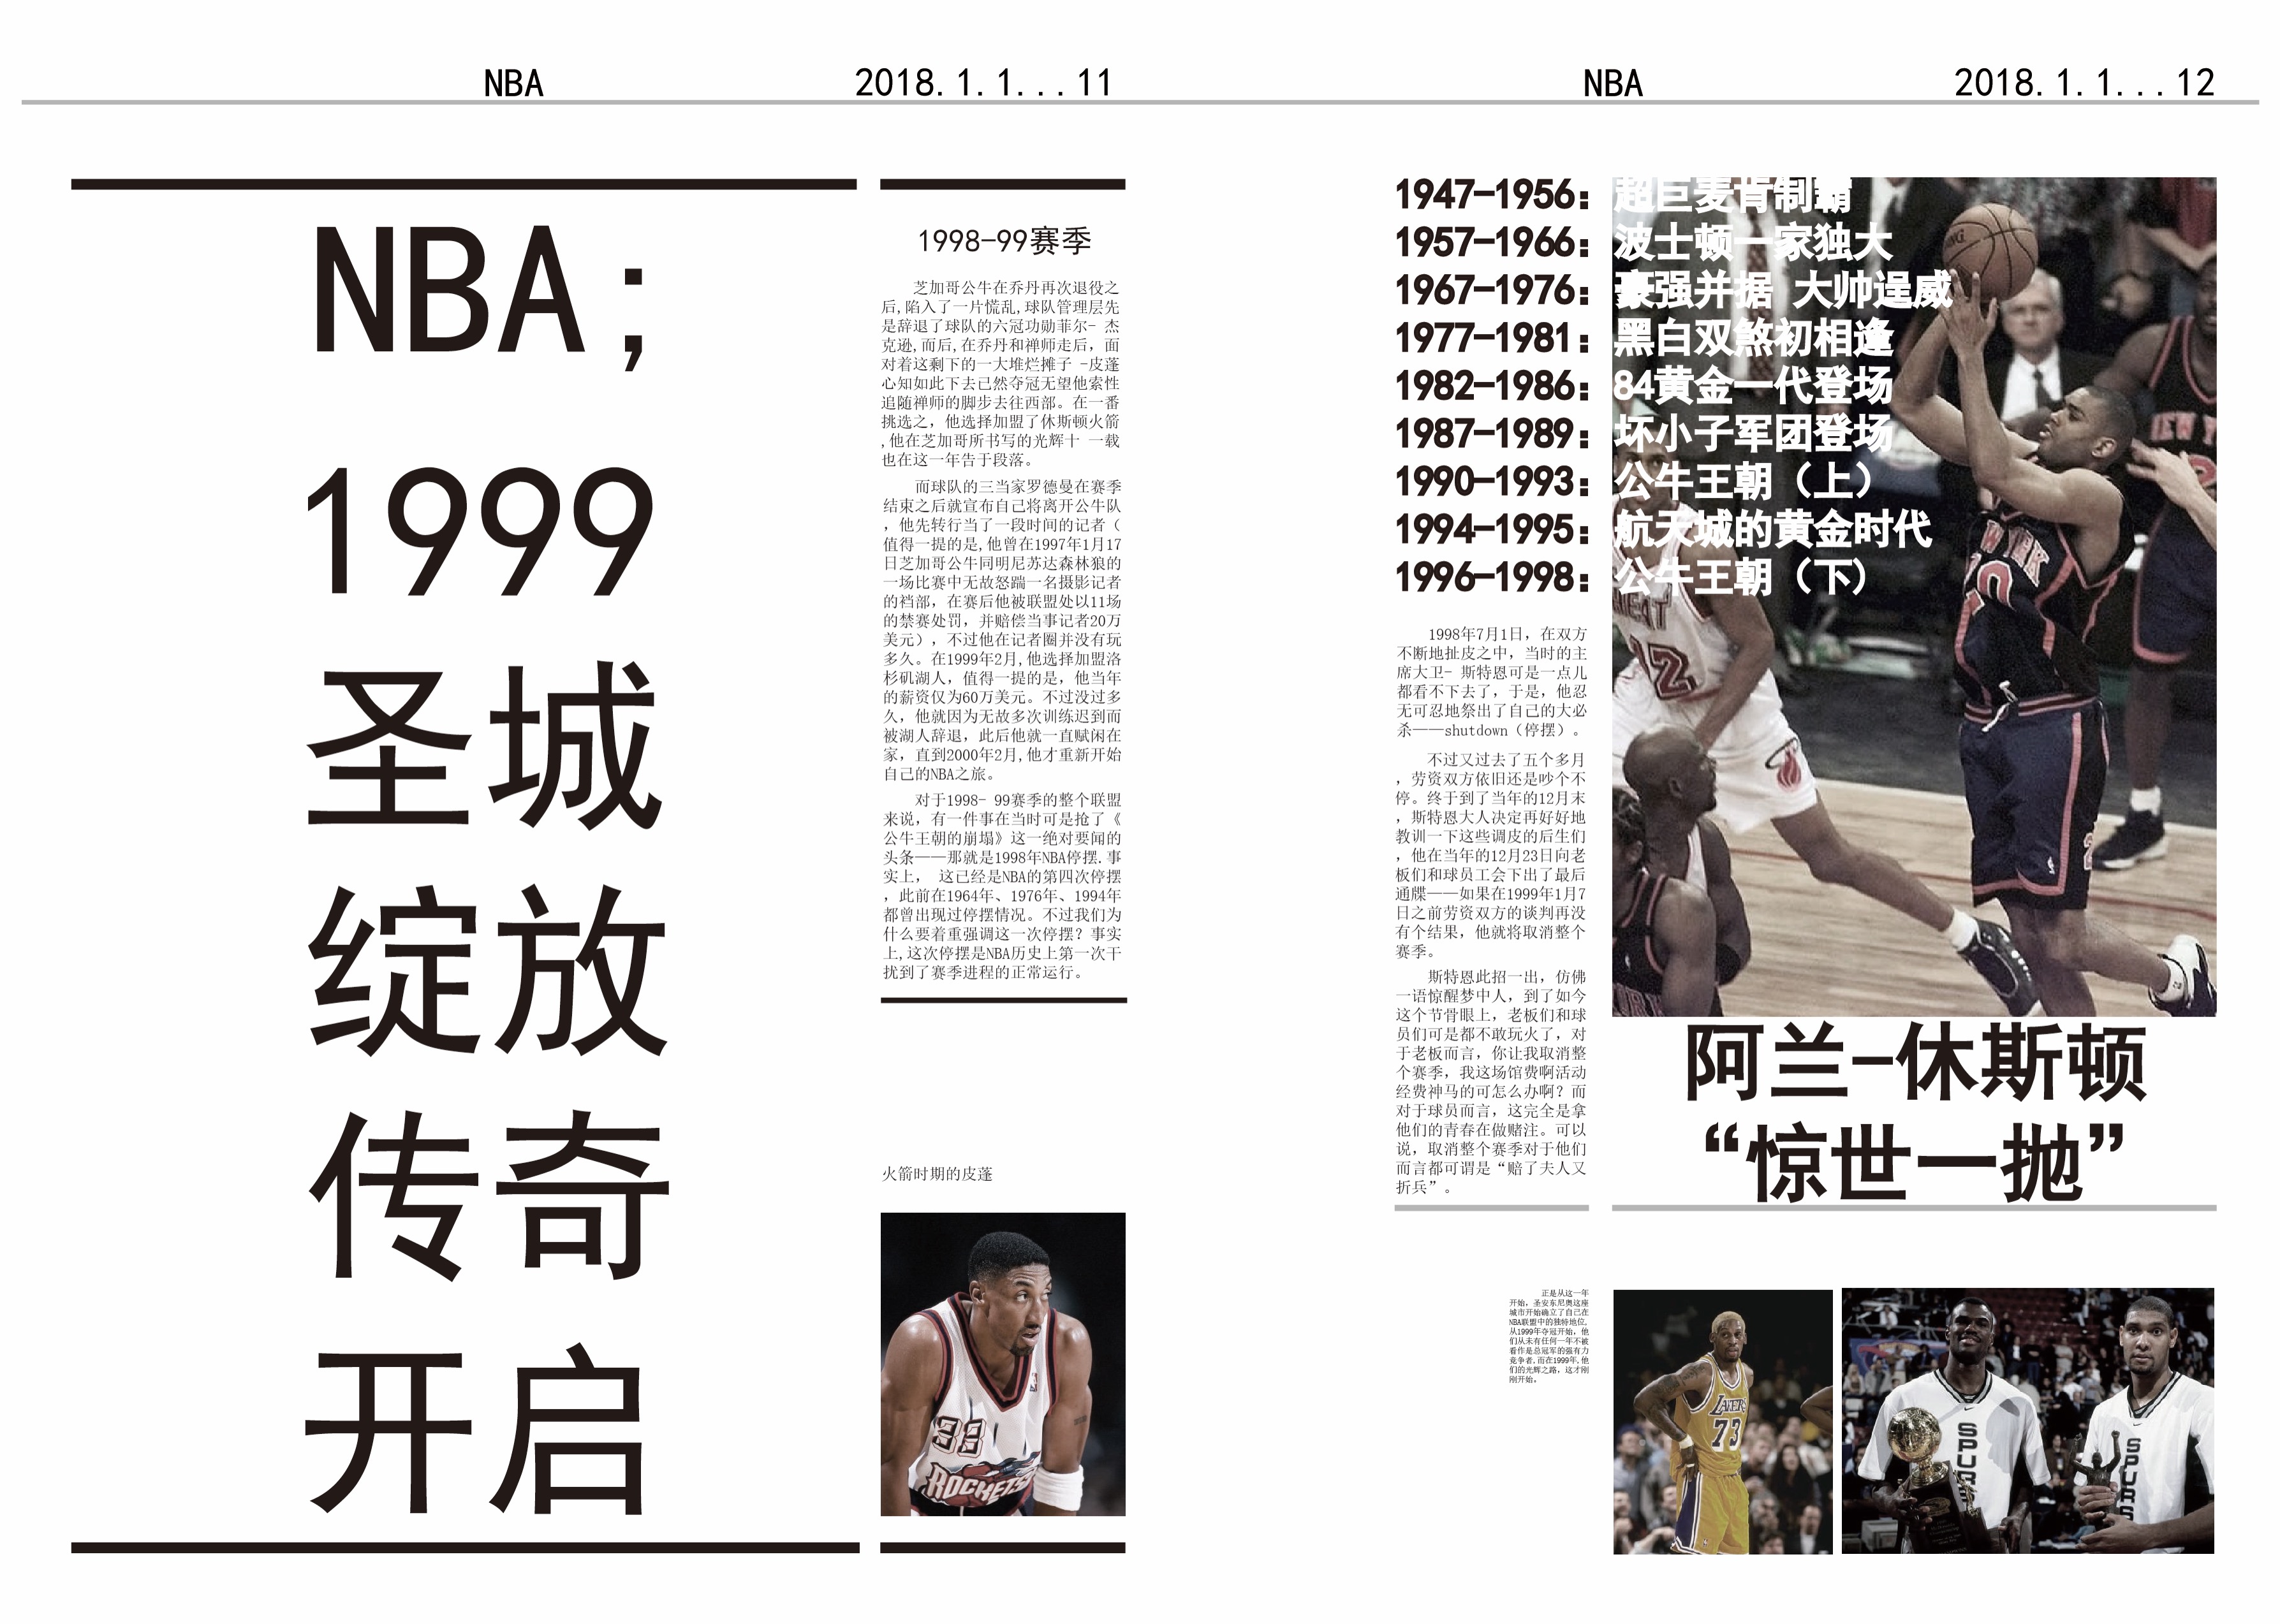 NBA
2018.1.1...11
NBA
2018.1.1...12
NBA;
1999
圣城
绽放
传奇
开启
1998-99赛季
芝加哥公牛在乔丹再次退役之
后,陷入了一片慌乱,球队管理层先
是辞退了球队的六冠功勋菲尔- 杰
克逊,而后,在乔丹和禅师走后，面
对着这剩下的一大堆烂摊子 -皮蓬
心知如此下去已然夺冠无望他索性
追随禅师的脚步去往西部。在一番
挑选之，他选择加盟了休斯顿火箭
,他在芝加哥所书写的光辉十 一载
也在这一年告于段落。
而球队的三当家罗德曼在赛季
结束之后就宣布自己将离开公牛队
，他先转行当了一段时间的记者（
值得一提的是,他曾在1997年1月17
日芝加哥公牛同明尼苏达森林狼的
一场比赛中无故怒踹一名摄影记者
的裆部，在赛后他被联盟处以11场
的禁赛处罚，并赔偿当事记者20万
美元），不过他在记者圈并没有玩
多久。在1999年2月,他选择加盟洛
杉矶湖人，值得一提的是，他当年
的薪资仅为60万美元。不过没过多
久，他就因为无故多次训练迟到而
被湖人辞退，此后他就一直赋闲在
家，直到2000年2月,他才重新开始
自己的NBA之旅。
对于1998- 99赛季的整个联盟
来说，有一件事在当时可是抢了《
公牛王朝的崩塌》这一绝对要闻的
头条——那就是1998年NBA停摆.事
实上， 这已经是NBA的第四次停摆
，此前在1964年、1976年、1994年
都曾出现过停摆情况。不过我们为
什么要着重强调这一次停摆？事实
上,这次停摆是NBA历史上第一次干
扰到了赛季进程的正常运行。
火箭时期的皮蓬
33
ROCKETS
1947-1956：超巨麦肯制霸
1957-1966：波士顿一家独大
1967-1976：豪强并据 大帅逞威
1977-1981：黑白双煞初相逢
1982-1986：84黄金一代登场
1987-1989：坏小子军团登场
1990-1993：公牛王朝（上）
1994-1995：航天城的黄金时代
1996-1998：公牛王朝（下）
1998年7月1日，在双方
不断地扯皮之中，当时的主
席大卫- 斯特恩可是一点儿
都看不下去了，于是，他忍
无可忍地祭出了自己的大必
杀——shutdown（停摆）。
不过又过去了五个多月
，劳资双方依旧还是吵个不
停。终于到了当年的12月末
，斯特恩大人决定再好好地
教训一下这些调皮的后生们
，他在当年的12月23日向老
板们和球员工会下出了最后
通牒——如果在1999年1月7
日之前劳资双方的谈判再没
有个结果，他就将取消整个
赛季。
斯特恩此招一出，仿佛
一语惊醒梦中人，到了如今
这个节骨眼上，老板们和球
员们可是都不敢玩火了，对
于老板而言，你让我取消整
个赛季，我这场馆费啊活动
经费神马的可怎么办啊？而
对于球员而言，这完全是拿
他们的青春在做赌注。可以
说，取消整个赛季对于他们
而言都可谓是“赔了夫人又
折兵”。
阿兰-休斯顿
“惊世一抛”
正是从这一年
开始，圣安东尼奥这座
城市开始确立了自己在
NBA联盟中的独特地位.
从1999年夺冠开始，他
们从未有任何一年不被
看作是总冠军的强有力
竞争者.而在1999年,他
们的光辉之路，这才刚
刚开始。
LAKERS
73
SPURS
SPURS